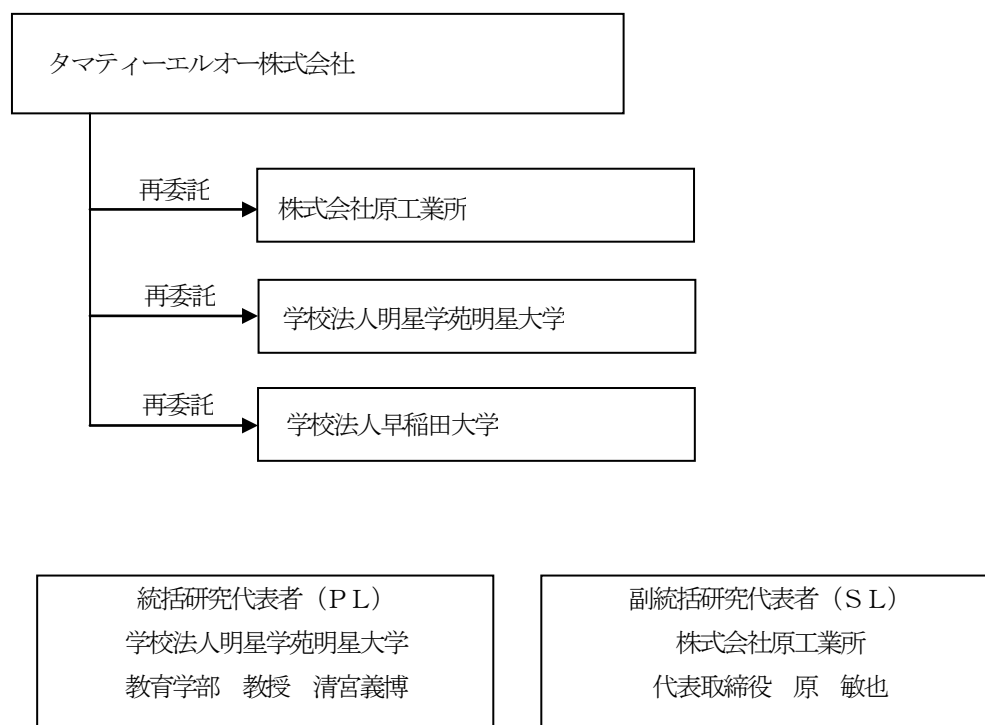 タマティーエルオー株式会社
再委託
株式会社原工業所
再委託
学校法人明星学苑明星大学
再委託
学校法人早稲田大学
統括研究代表者(PL)
学校法人明星学苑明星大学
教育学部 教授 清宮義博
副統括研究代表者(SL)
株式会社原工業所
代表取締役 原 敏也